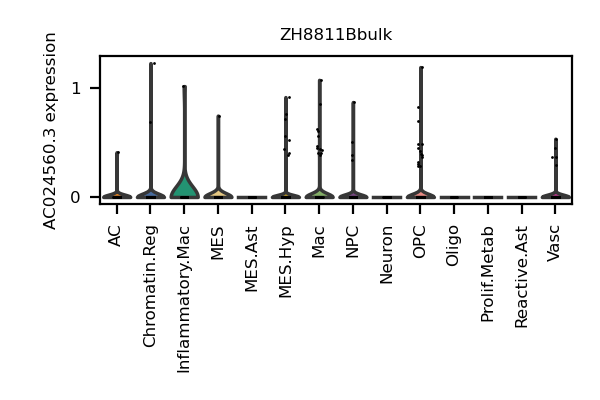 ZH8811Bbulk
AC024560.3 expression
1
0
AC
Chromatin.Reg
Inflammatory.Mac
MES
MES.Ast
MES.Hyp
Mac
NPC
Neuron
OPC
Oligo
Prolif.Metab
Reactive.Ast
Vasc